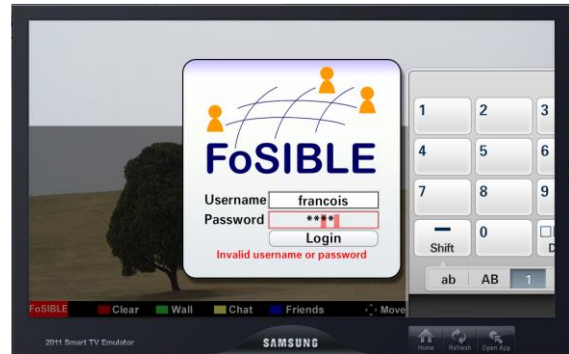 FoSIBLE
Username francois
Password ****
Login
Invalid username or password
1 2 3
4 5 6
7 8 9
Shift 0
ab AB 1
FoSIBLE Clear Wall Chat Friends Move
2011 Smart TV Emulator SAMSUNG Home Refresh Open App